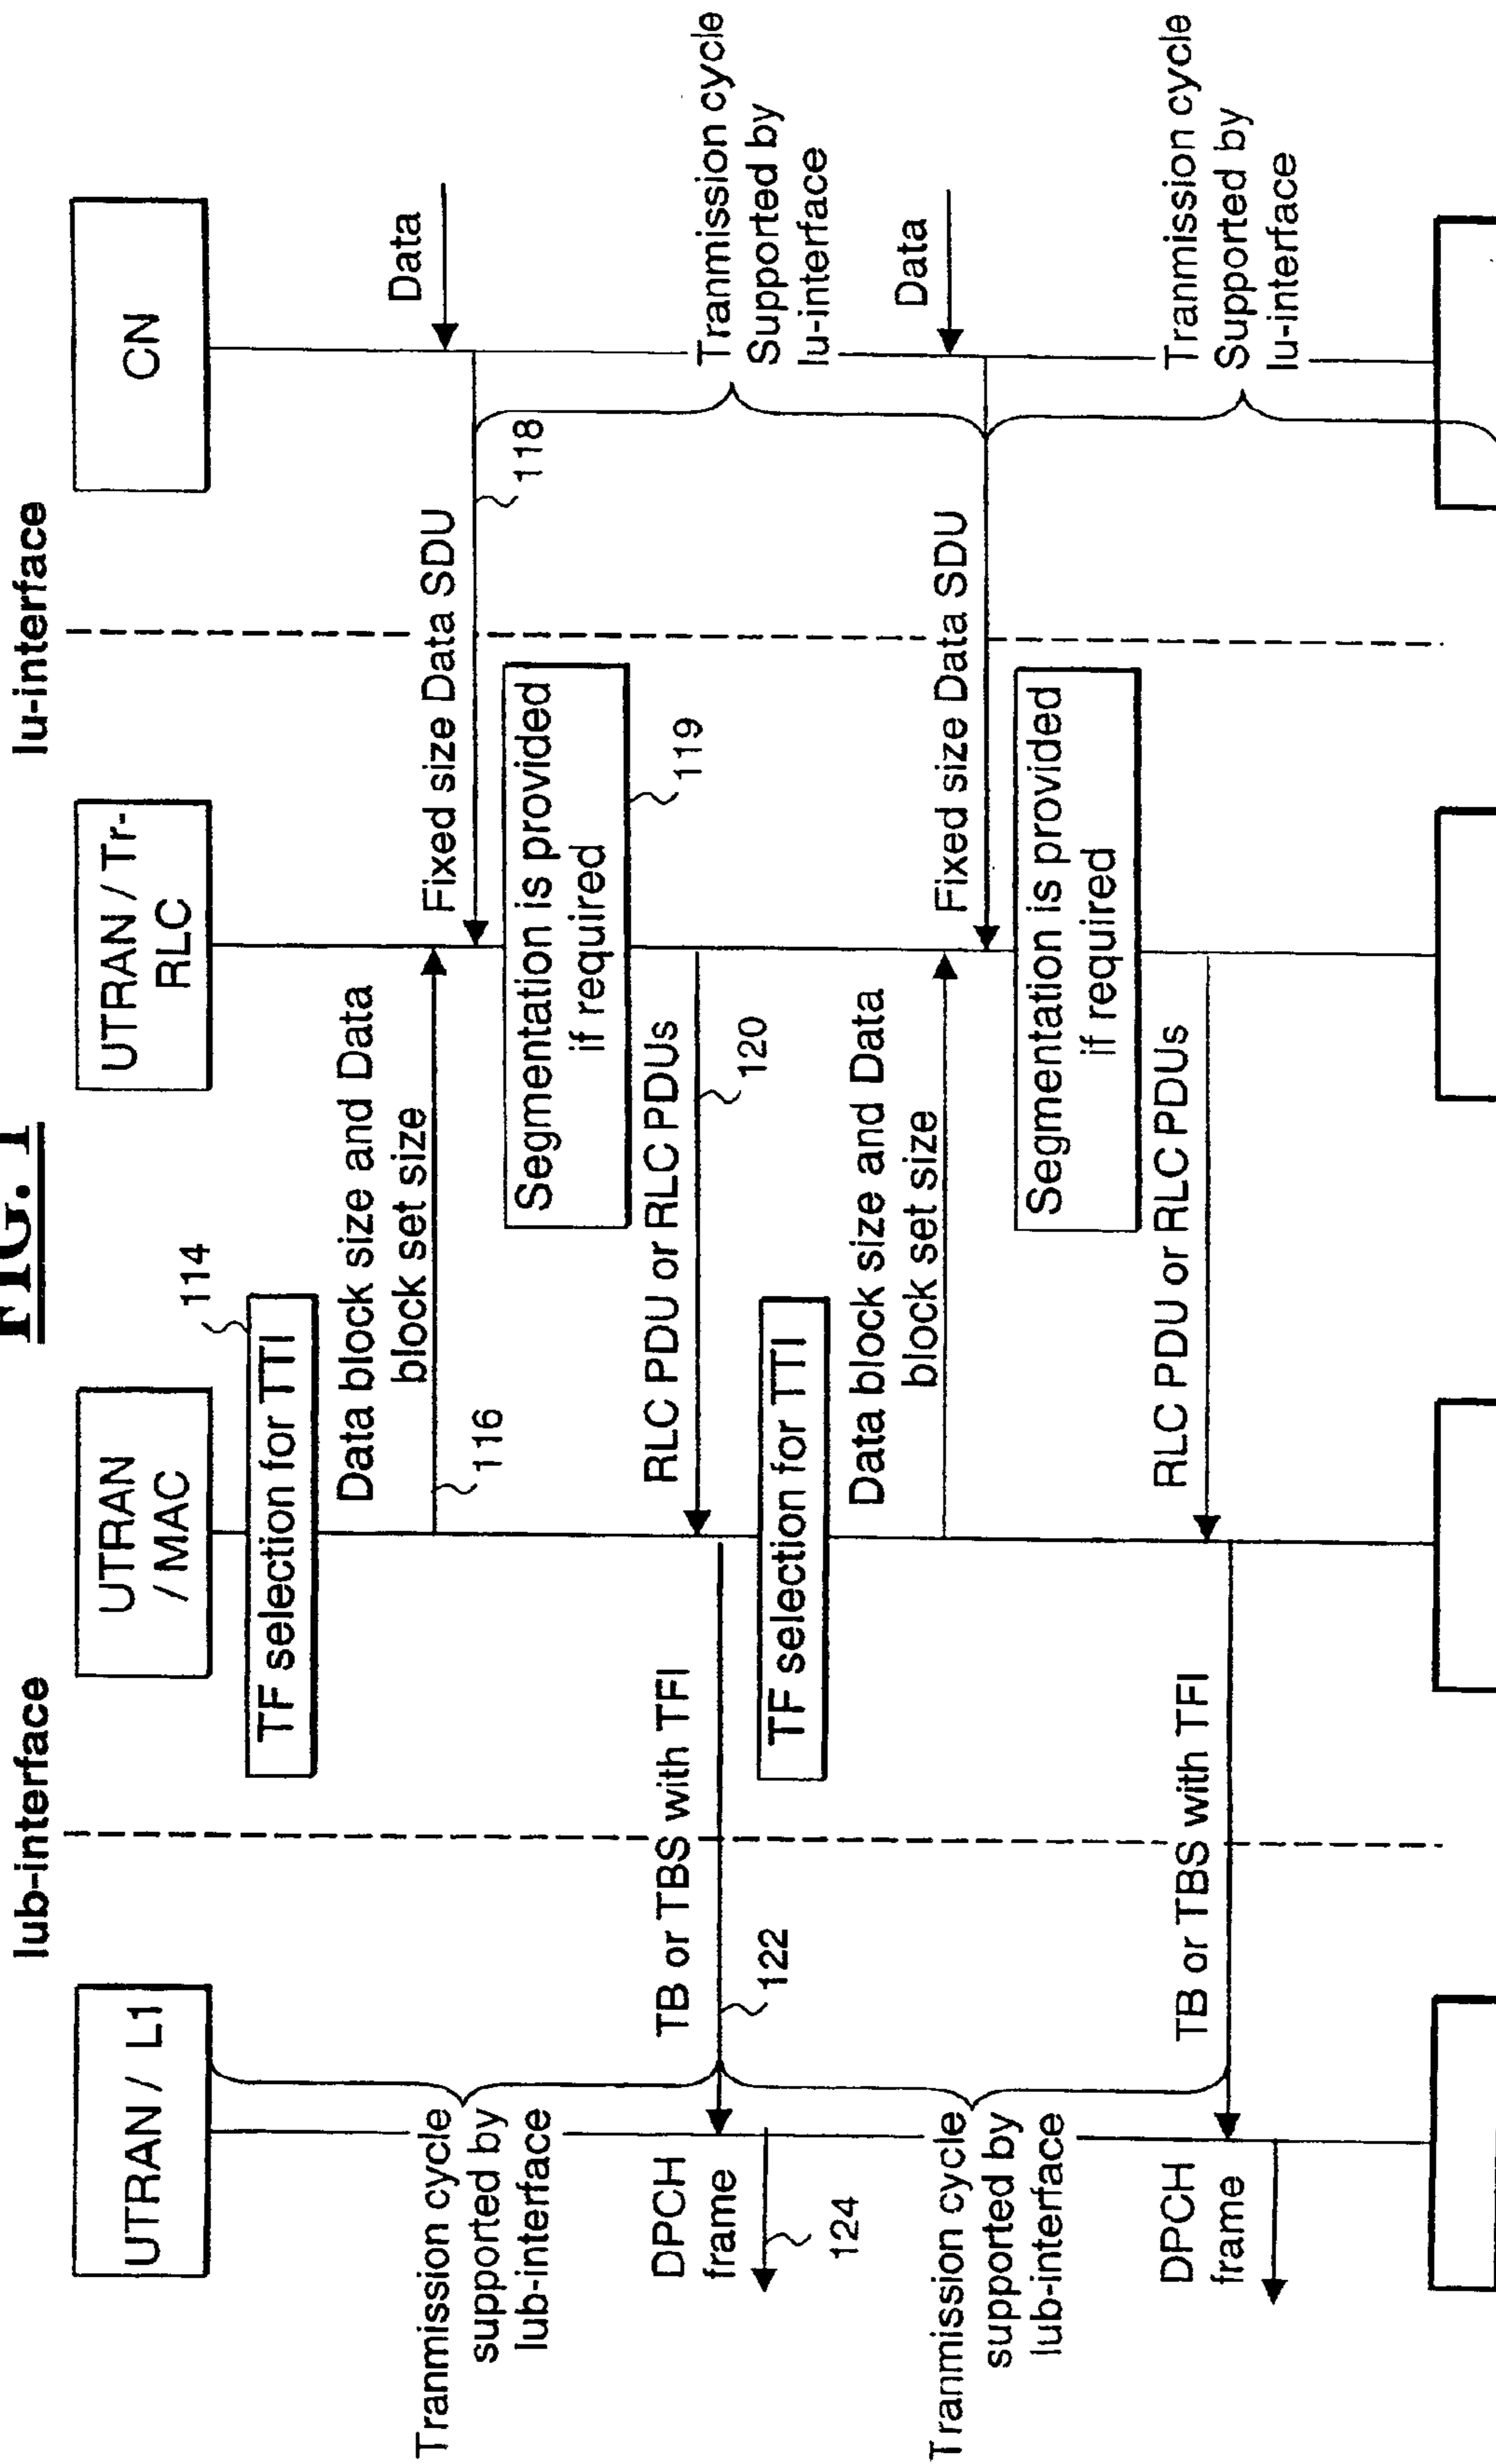 FIG. 1
Iub-interface
Iu-interface
UTRAN / L1
UTRAN
/ MAC
UTRAN / Tr-
RLC
CN
114
TF selection for TTI
Data block size and Data
block set size
116
Data
Fixed size Data SDU
118
Tranmission cycle
supported by
Iub-interface
Segmentation is provided
if required
119
Tranmission cycle
Supported by
Iu-interface
RLC PDU or RLC PDUs
120
TB or TBS with TFI
122
DPCH
frame
124
TF selection for TTI
Data block size and Data
block set size
Data
Fixed size Data SDU
Tranmission cycle
supported by
Iub-interface
Segmentation is provided
if required
Tranmission cycle
Supported by
Iu-interface
RLC PDU or RLC PDUs
TB or TBS with TFI
DPCH
frame